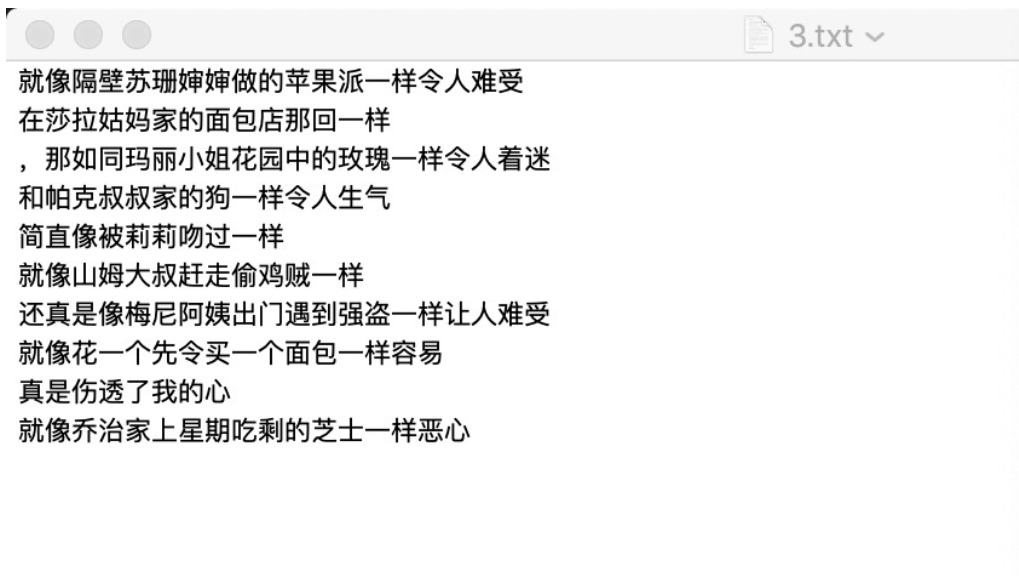 3.txt
就像隔壁苏珊婶婶做的苹果派一样令人难受
在莎拉姑妈家的面包店那回一样
，那如同玛丽小姐花园中的玫瑰一样令人着迷
和帕克叔叔家的狗一样令人生气
简直像被莉莉吻过一样
就像山姆大叔赶走偷鸡贼一样
还真是像梅尼阿姨出门遇到强盗一样让人难受
就像花一个先令买一个面包一样容易
真是伤透了我的心
就像乔治家上星期吃剩的芝士一样恶心